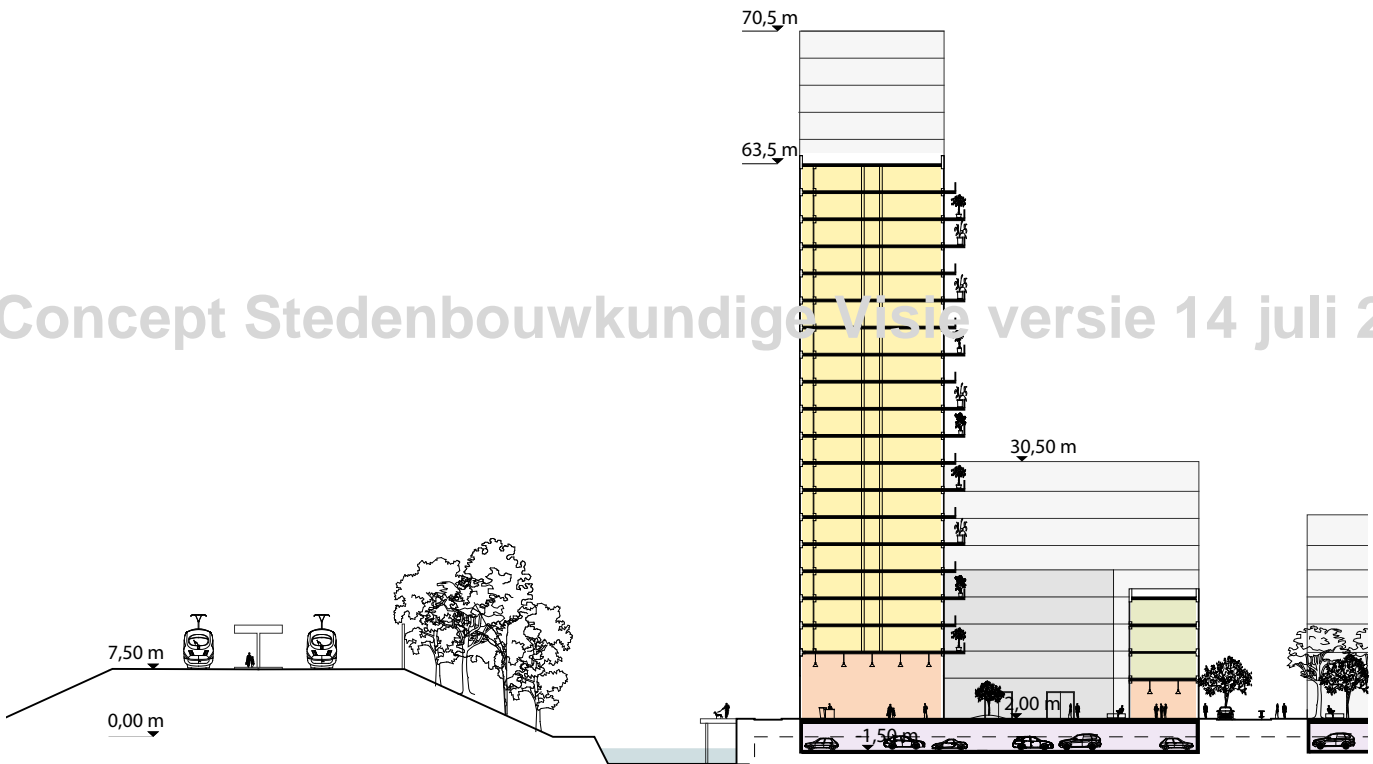 70,5 m
63,5 m
Concept Stedenbouwkundige Visie versie 14 juli 2
30,50 m
7,50 m
2,00 m
0,00 m
-1,50 m